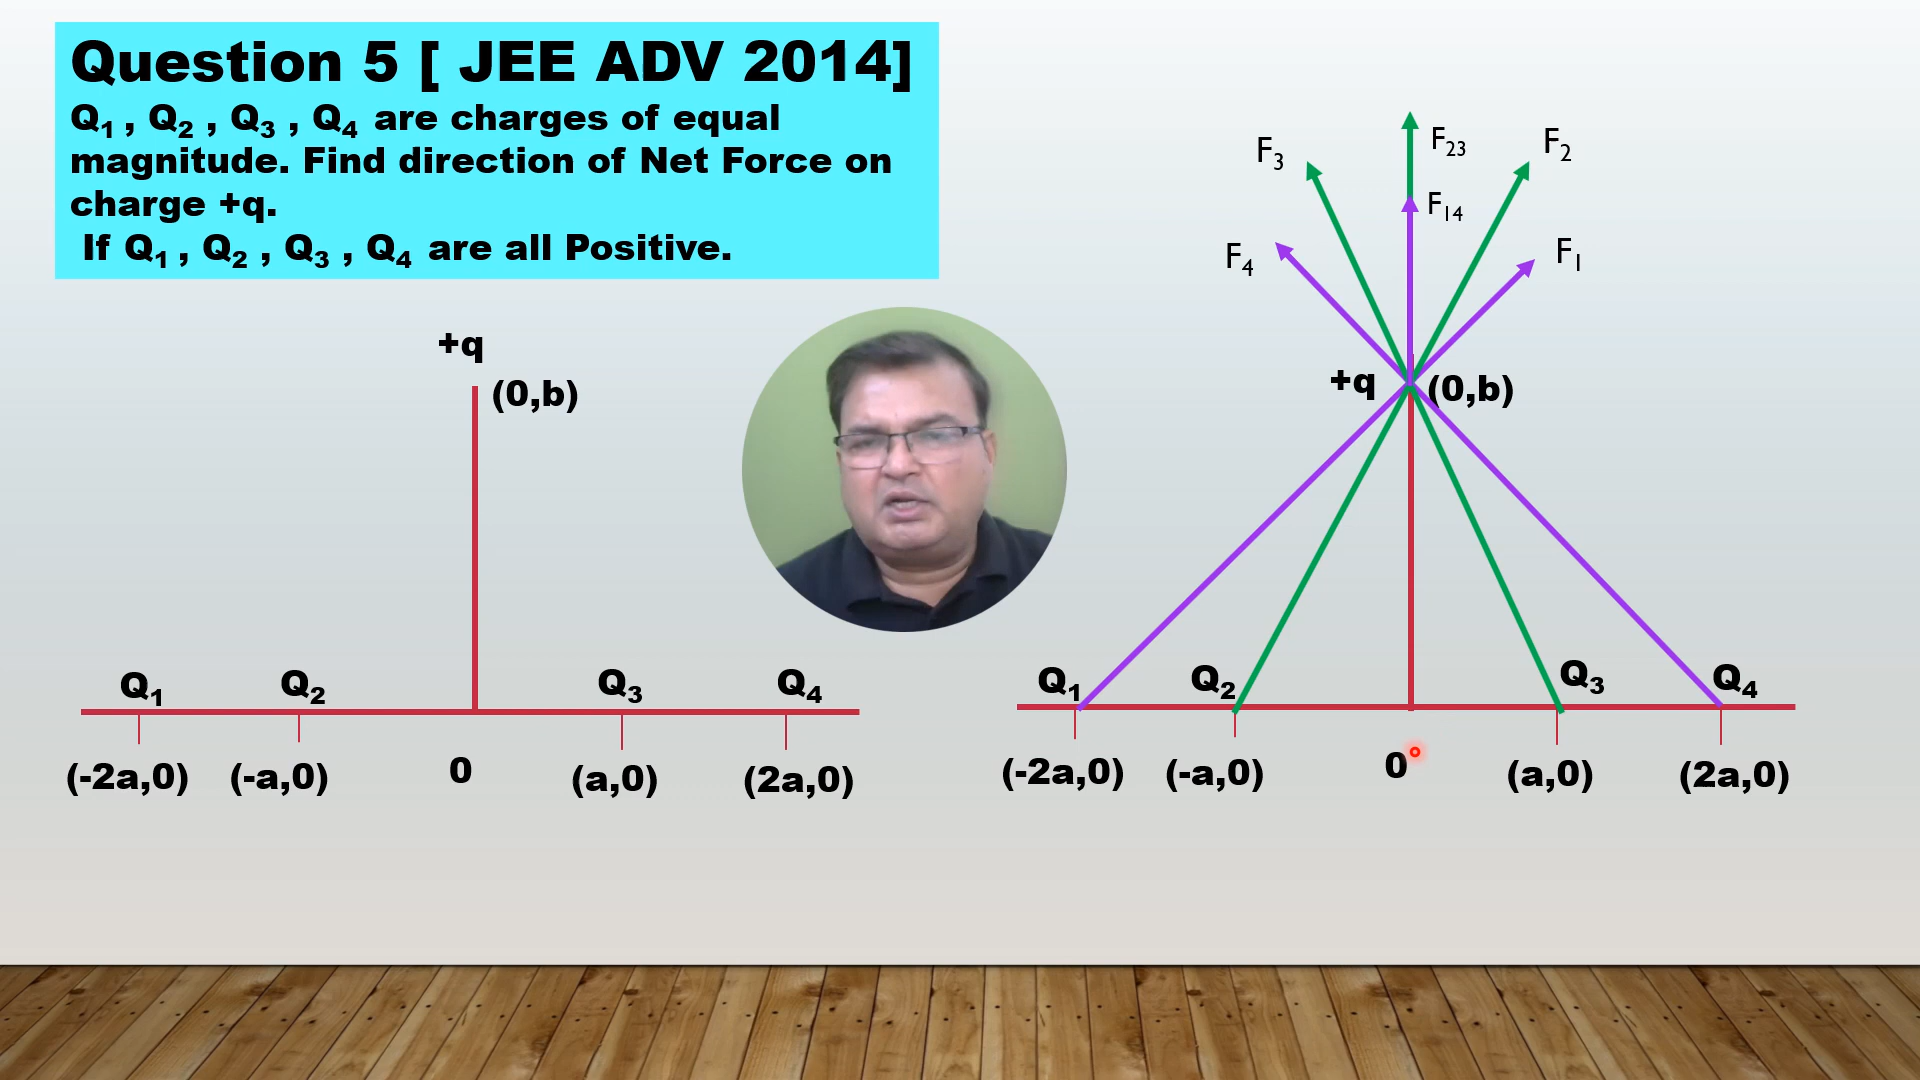 Question 5 [ JEE ADV 2014]
Q1 , Q2 , Q3 , Q4 are charges of equal
magnitude. Find direction of Net Force on
charge +q.
If Q1 , Q2 , Q3 , Q4 are all Positive.
+q
(0,b)
Q1 Q2 Q3 Q4
(-2a,0) (-a,0) 0 (a,0) (2a,0)
F3 F23 F2
F14
F4 F1
+q (0,b)
Q1 Q2 Q3 Q4
(-2a,0) (-a,0) 0 (a,0) (2a,0)